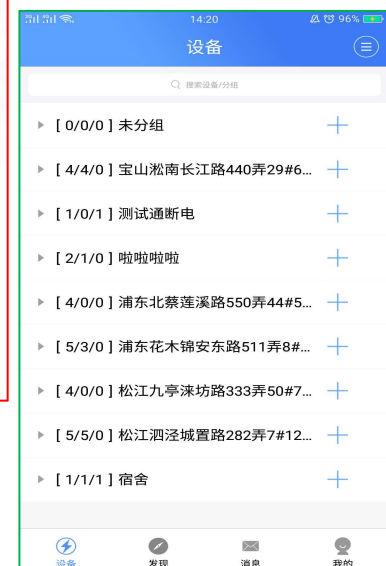 14:20
96%
设备
搜索设备/分组
[ 0/0/0 ] 未分组
[ 4/4/0 ] 宝山淞南长江路440弄29#6...
[ 1/0/1 ] 测试通断电
[ 2/1/0 ] 啦啦啦啦
[ 4/0/0 ] 浦东北蔡莲溪路550弄44#5...
[ 5/3/0 ] 浦东花木锦安东路511弄8#...
[ 4/0/0 ] 松江九亭涞坊路333弄50#7...
[ 5/5/0 ] 松江泗泾城置路282弄7#12...
[ 1/1/1 ] 宿舍
设备 发现 消息 我的